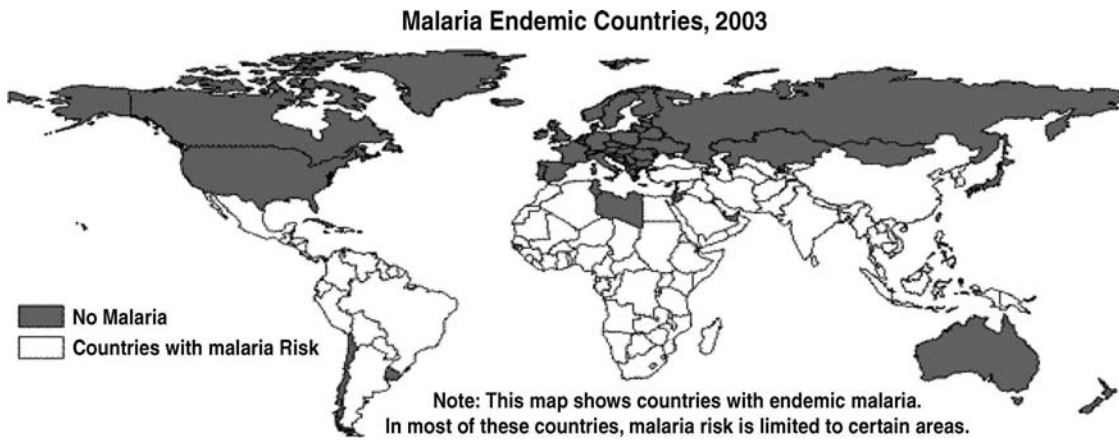 Malaria Endemic Countries, 2003
No Malaria
Countries with malaria Risk
Note: This map shows countries with endemic malaria.
In most of these countries, malaria risk is limited to certain areas.